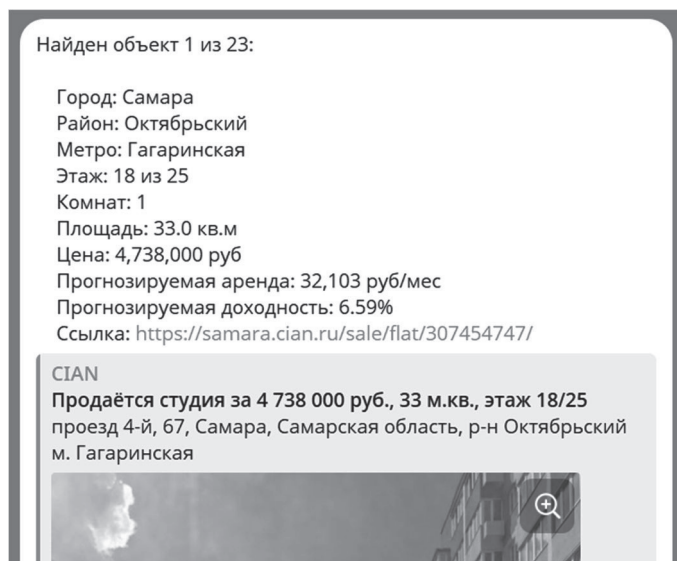 Найден объект 1 из 23:
Город: Самара
Район: Октябрьский
Метро: Гагаринская
Этаж: 18 из 25
Комнат: 1
Площадь: 33.0 кв.м
Цена: 4,738,000 руб
Прогнозируемая аренда: 32,103 руб/мес
Прогнозируемая доходность: 6.59%
Ссылка: https://samara.cian.ru/sale/flat/307454747/
CIAN
Продаётся студия за 4 738 000 руб., 33 м.кв., этаж 18/25
проезд 4-й, 67, Самара, Самарская область, р-н Октябрьский
м. Гагаринская